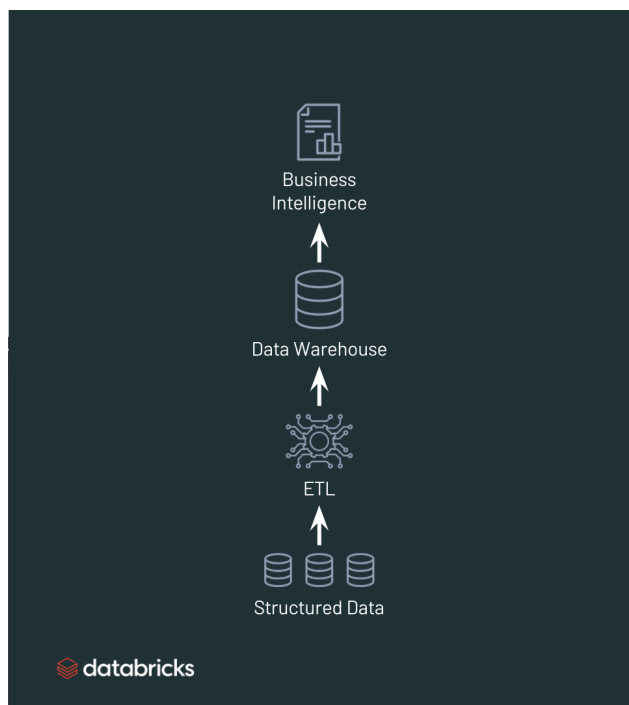 Business
Intelligence
Data Warehouse
ETL
Structured Data
databricks